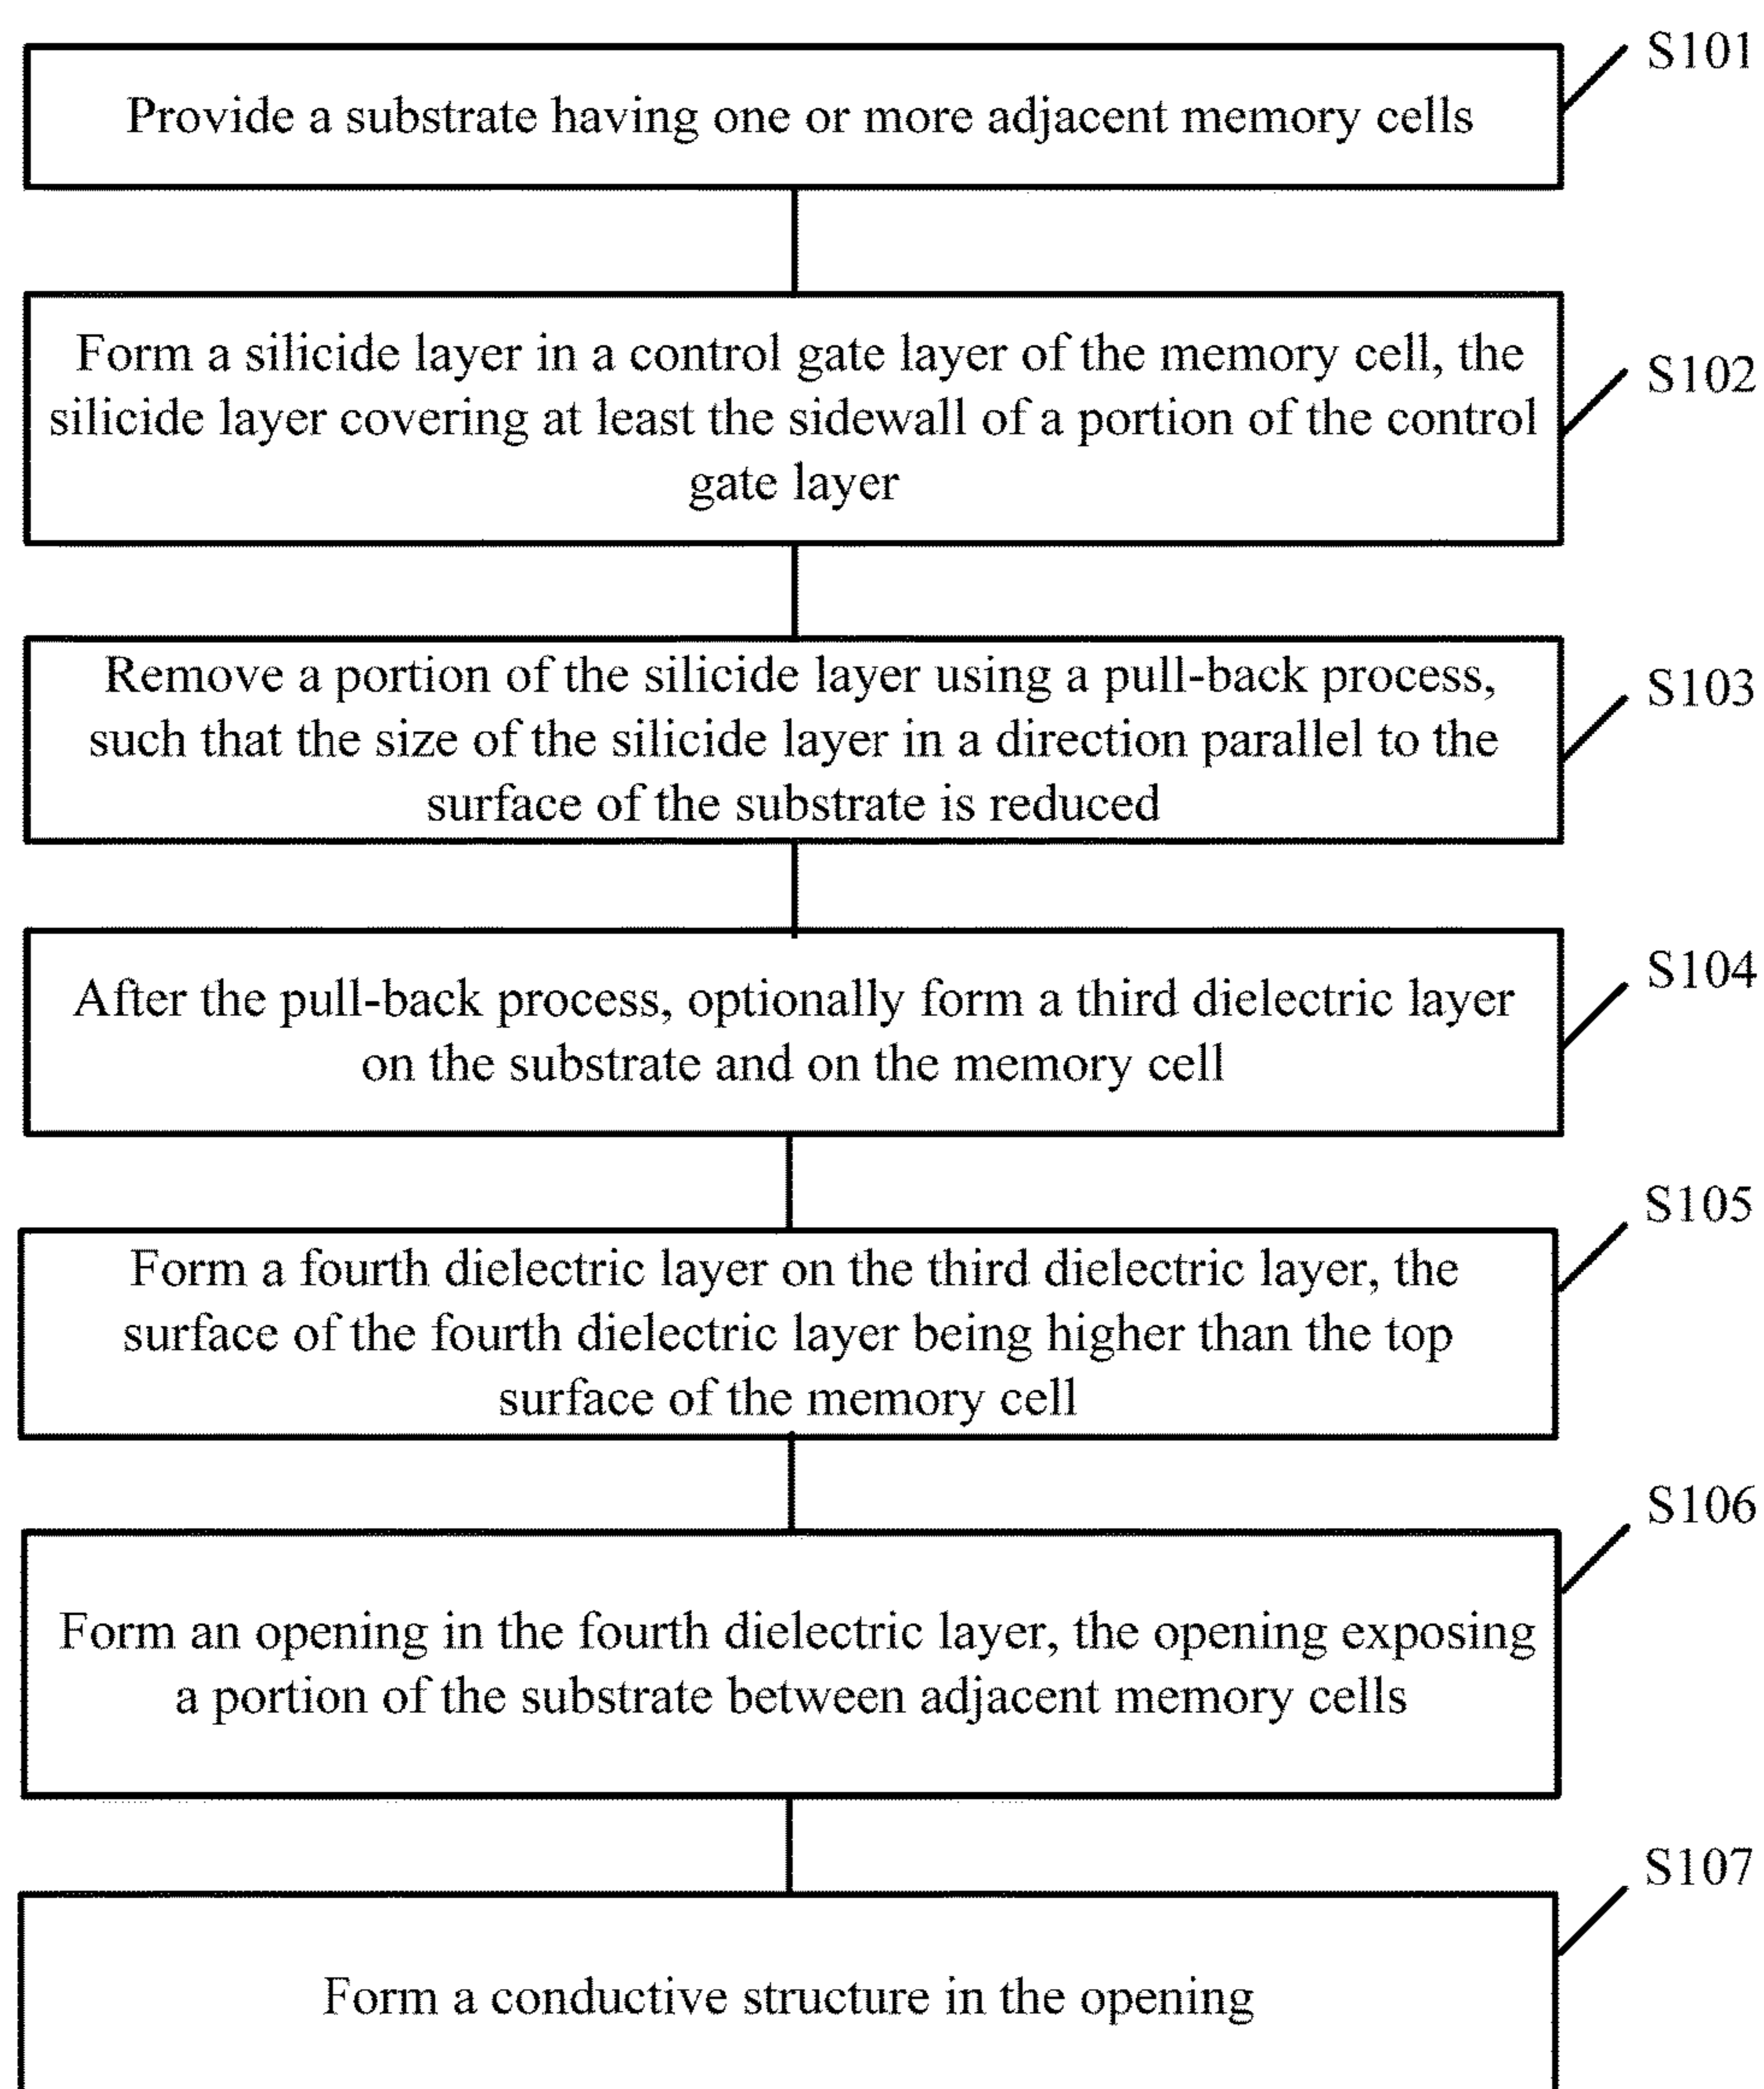 S101
Provide a substrate having one or more adjacent memory cells
Form a silicide layer in a control gate layer of the memory cell, the
S102
silicide layer covering at least the sidewall of a portion of the control
gate layer
Remove a portion of the silicide layer using a pull-back process,
S103
such that the size of the silicide layer in a direction parallel to the
surface of the substrate is reduced
S104
After the pull-back process, optionally form a third dielectric layer
on the substrate and on the memory cell
S105
Form a fourth dielectric layer on the third dielectric layer, the
surface of the fourth dielectric layer being higher than the top
surface of the memory cell
S106
Form an opening in the fourth dielectric layer, the opening exposing
a portion of the substrate between adjacent memory cells
S107
Form a conductive structure in the opening